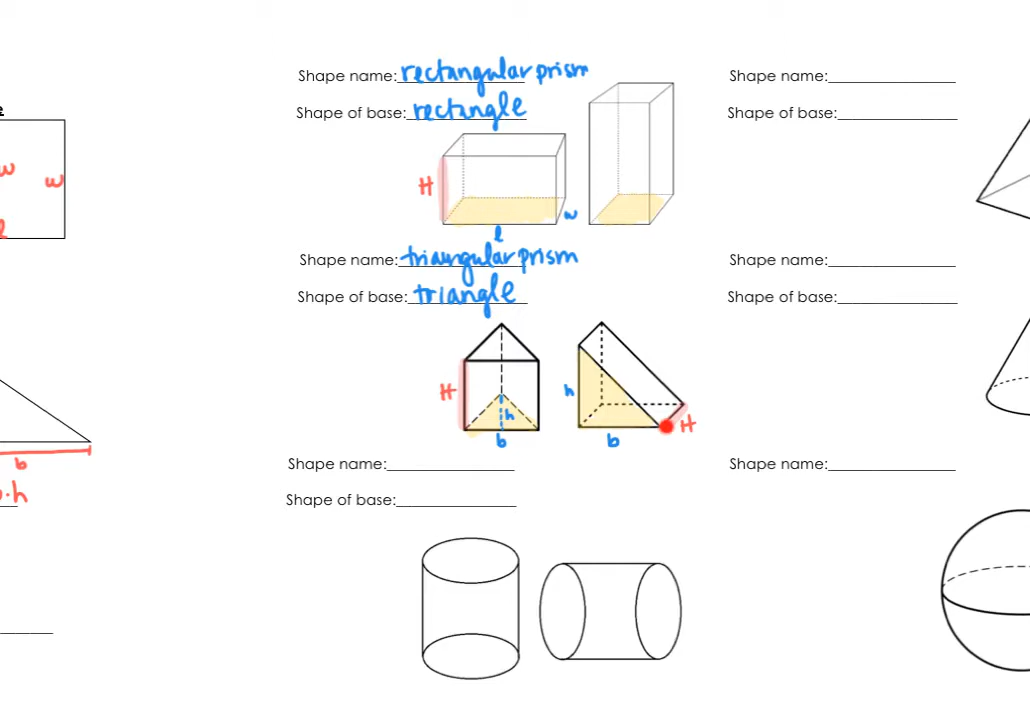 Shape name: rectangular prism
Shape of base: rectangle
H
w
l
Shape name: triangular prism
Shape of base: triangle
H
h
b
h
b
H
Shape name:
Shape of base:
Shape name:
Shape of base:
Shape name:
Shape of base:
Shape name:
e
w
w
l
b
·h